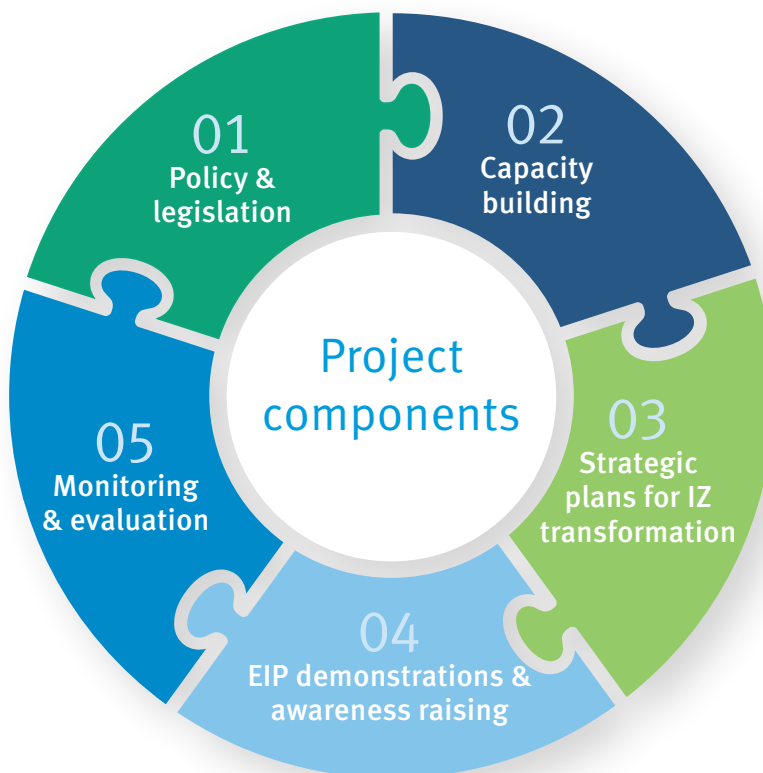 01
Policy &
legislation
02
Capacity
building
Project
components
03
Strategic
plans for IZ
transformation
04
EIP demonstrations &
awareness raising
05
Monitoring
& evaluation